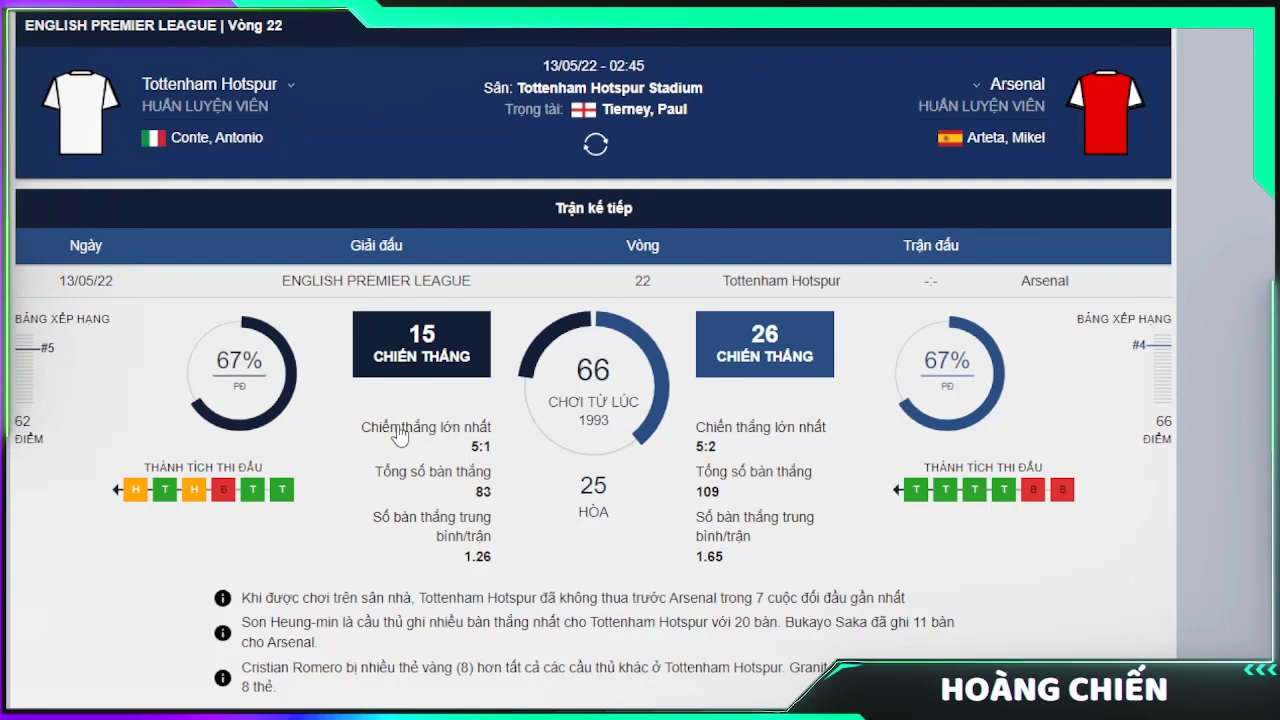 ENGLISH PREMIER LEAGUE | Vòng 22
13/05/22 - 02:45
Sân: Tottenham Hotspur Stadium
Trọng tài: Tierney, Paul
Tottenham Hotspur
HUẤN LUYỆN VIÊN
Conte, Antonio
Arsenal
HUẤN LUYỆN VIÊN
Arteta, Mikel
Trận kế tiếp
Ngày Giải đấu Vòng Trận đấu
13/05/22 ENGLISH PREMIER LEAGUE 22 Tottenham Hotspur -:- Arsenal
BẢNG XẾP HẠNG
#5
62
ĐIỂM
67%
PĐ
THÀNH TÍCH THI ĐẤU
H T H B T T
15
CHIẾN THẮNG
Chiến thắng lớn nhất
5:1
Tổng số bàn thắng
83
Số bàn thắng trung
bình/trận
1.26
66
CHƠI TỪ LÚC
1993
25
HÒA
26
CHIẾN THẮNG
Chiến thắng lớn nhất
5:2
Tổng số bàn thắng
109
Số bàn thắng trung
bình/trận
1.65
67%
PĐ
THÀNH TÍCH THI ĐẤU
T T T T B B
BẢNG XẾP HẠNG
#4
66
ĐIỂM
Khi được chơi trên sân nhà, Tottenham Hotspur đã không thua trước Arsenal trong 7 cuộc đối đầu gần nhất
Son Heung-min là cầu thủ ghi nhiều bàn thắng nhất cho Tottenham Hotspur với 20 bàn. Bukayo Saka đã ghi 11 bàn
cho Arsenal.
Cristian Romero bị nhiều thẻ vàng (8) hơn tất cả các cầu thủ khác ở Tottenham Hotspur. Granit
8 thẻ.
HOÀNG CHIẾN